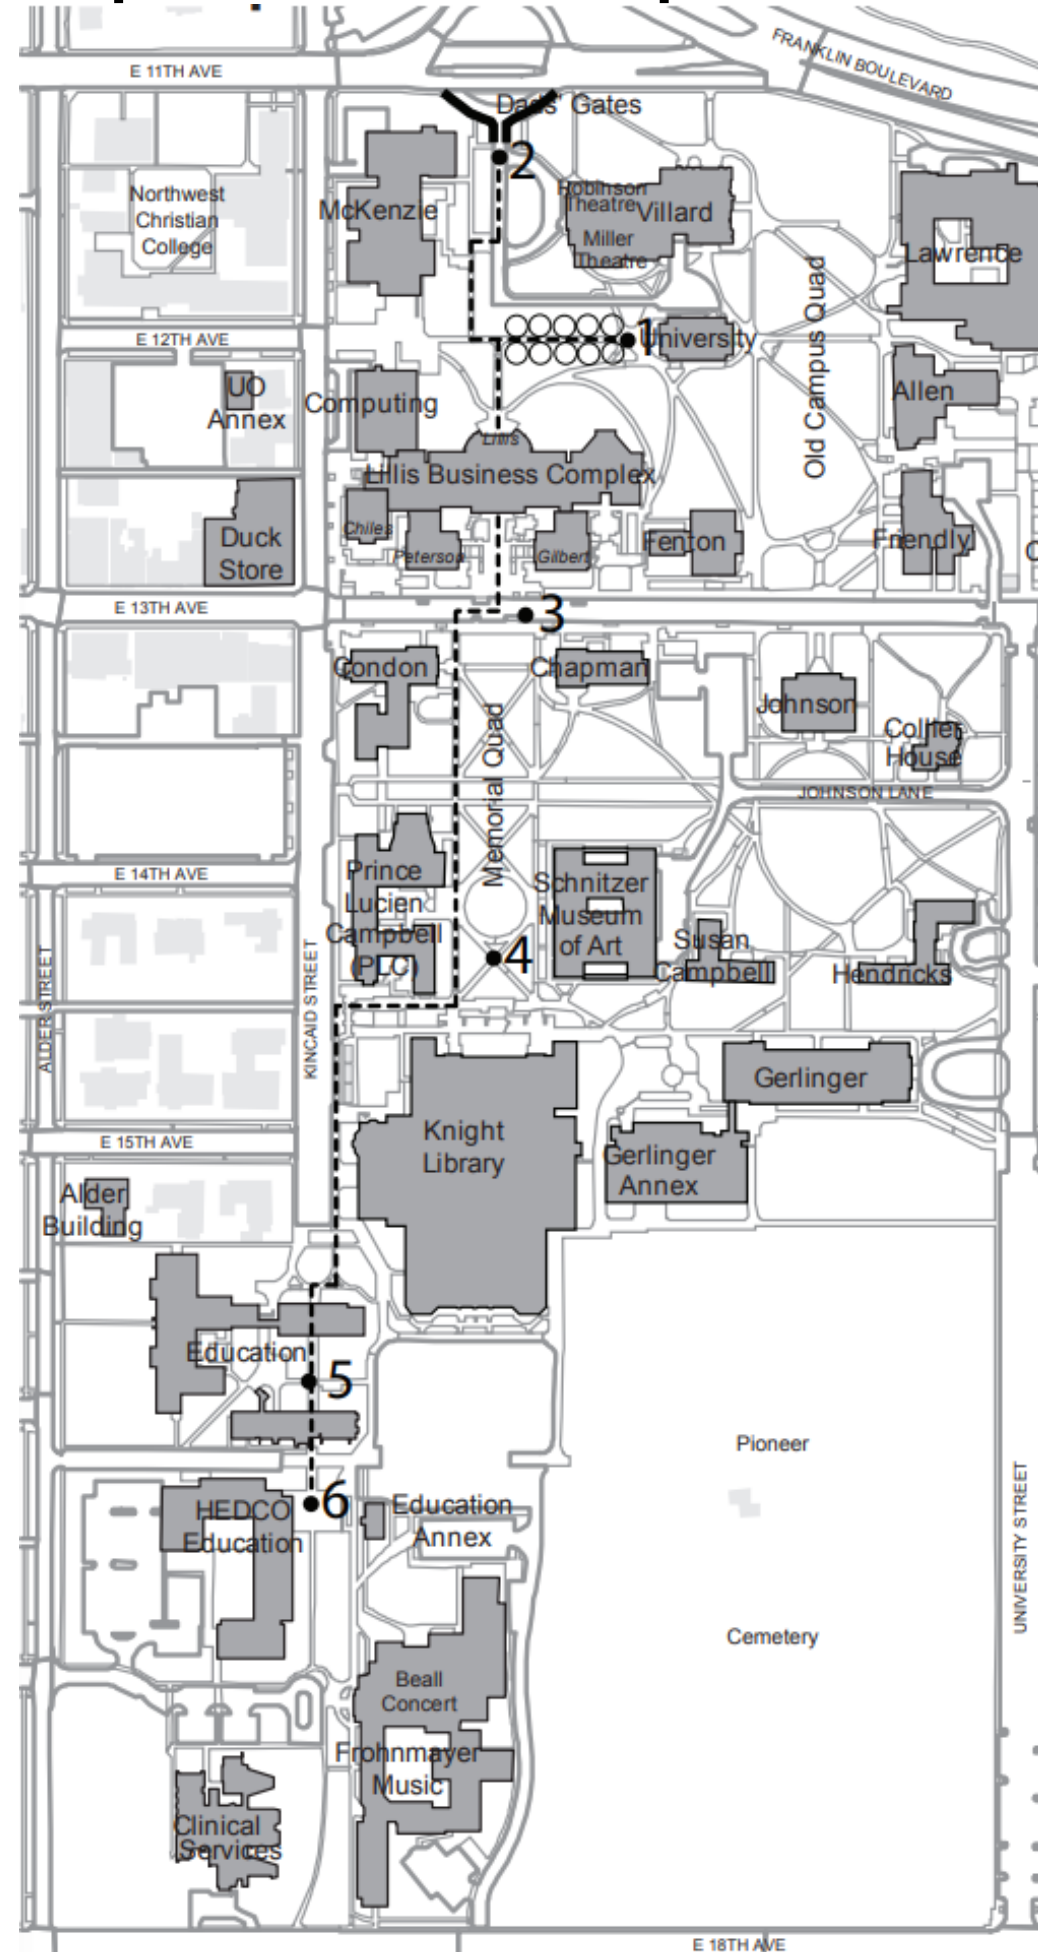 FRANKLIN BOULEVARD
E 11TH AVE
Dads' Gates
2
Northwest
Christian
College
McKenzie
Robinson
Theatre
Villard
Miller
Theatre
Lawrence
Old Campus Quad
E 12TH AVE
1
University
UO
Annex
Computing
Allen
Lillis
Lillis Business Complex
Duck
Store
Chiles
Peterson
Gilbert
Fenton
Friendly
E 13TH AVE
3
Condon
Chapman
Johnson
Collier
House
Memorial Quad
JOHNSON LANE
E 14TH AVE
Prince
Lucien
Campbell
(PLC)
Schnitzer
Museum
of Art
4
Susan
Campbell
Hendricks
ALDER STREET
KINCAID STREET
Gerlinger
Knight
Library
E 15TH AVE
Gerlinger
Annex
Alder
Building
Education
5
Pioneer
6
HEDCO
Education
Education
Annex
UNIVERSITY STREET
Cemetery
Beall
Concert
Frohnmayer
Music
Clinical
Services
E 18TH AVE